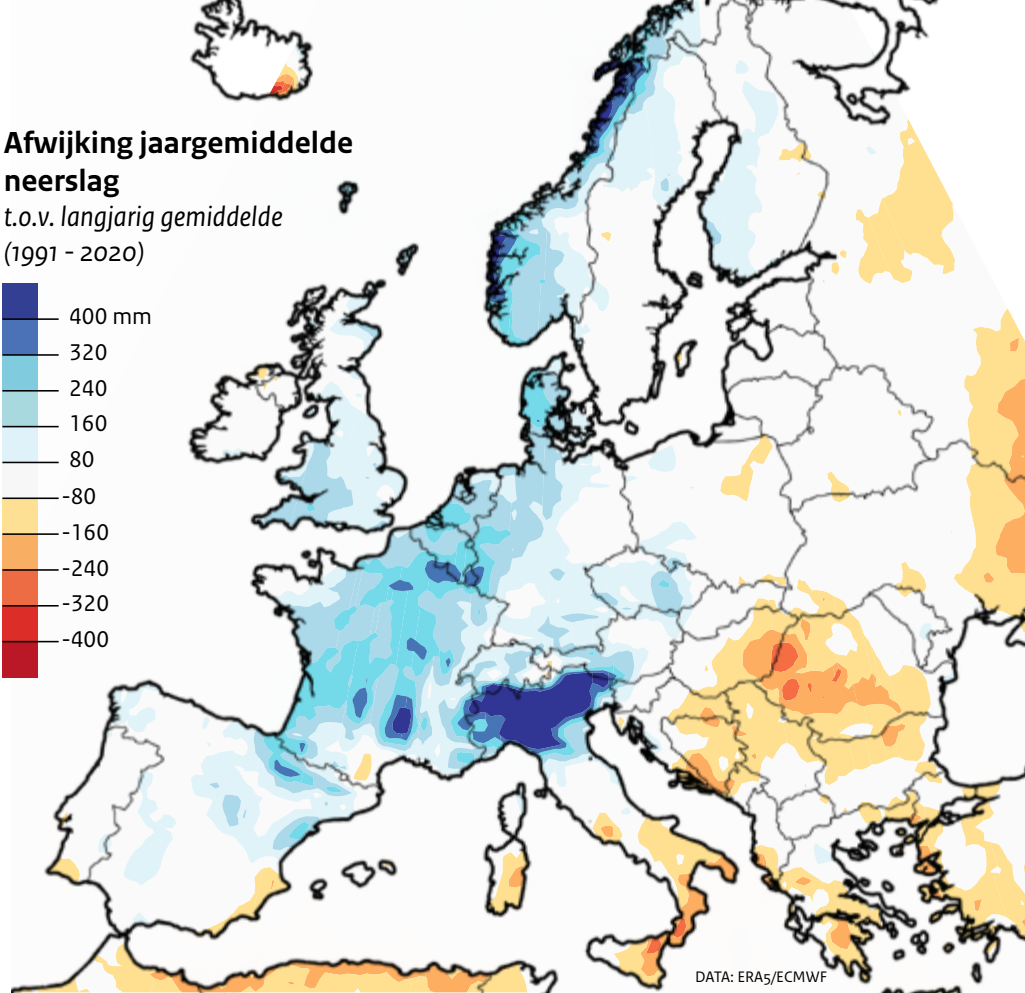 Afwijking jaargemiddelde
neerslag
t.o.v. langjarig gemiddelde
(1991 - 2020)
400 mm
320
240
160
80
-80
-160
-240
-320
-400
DATA: ERA5/ECMWF